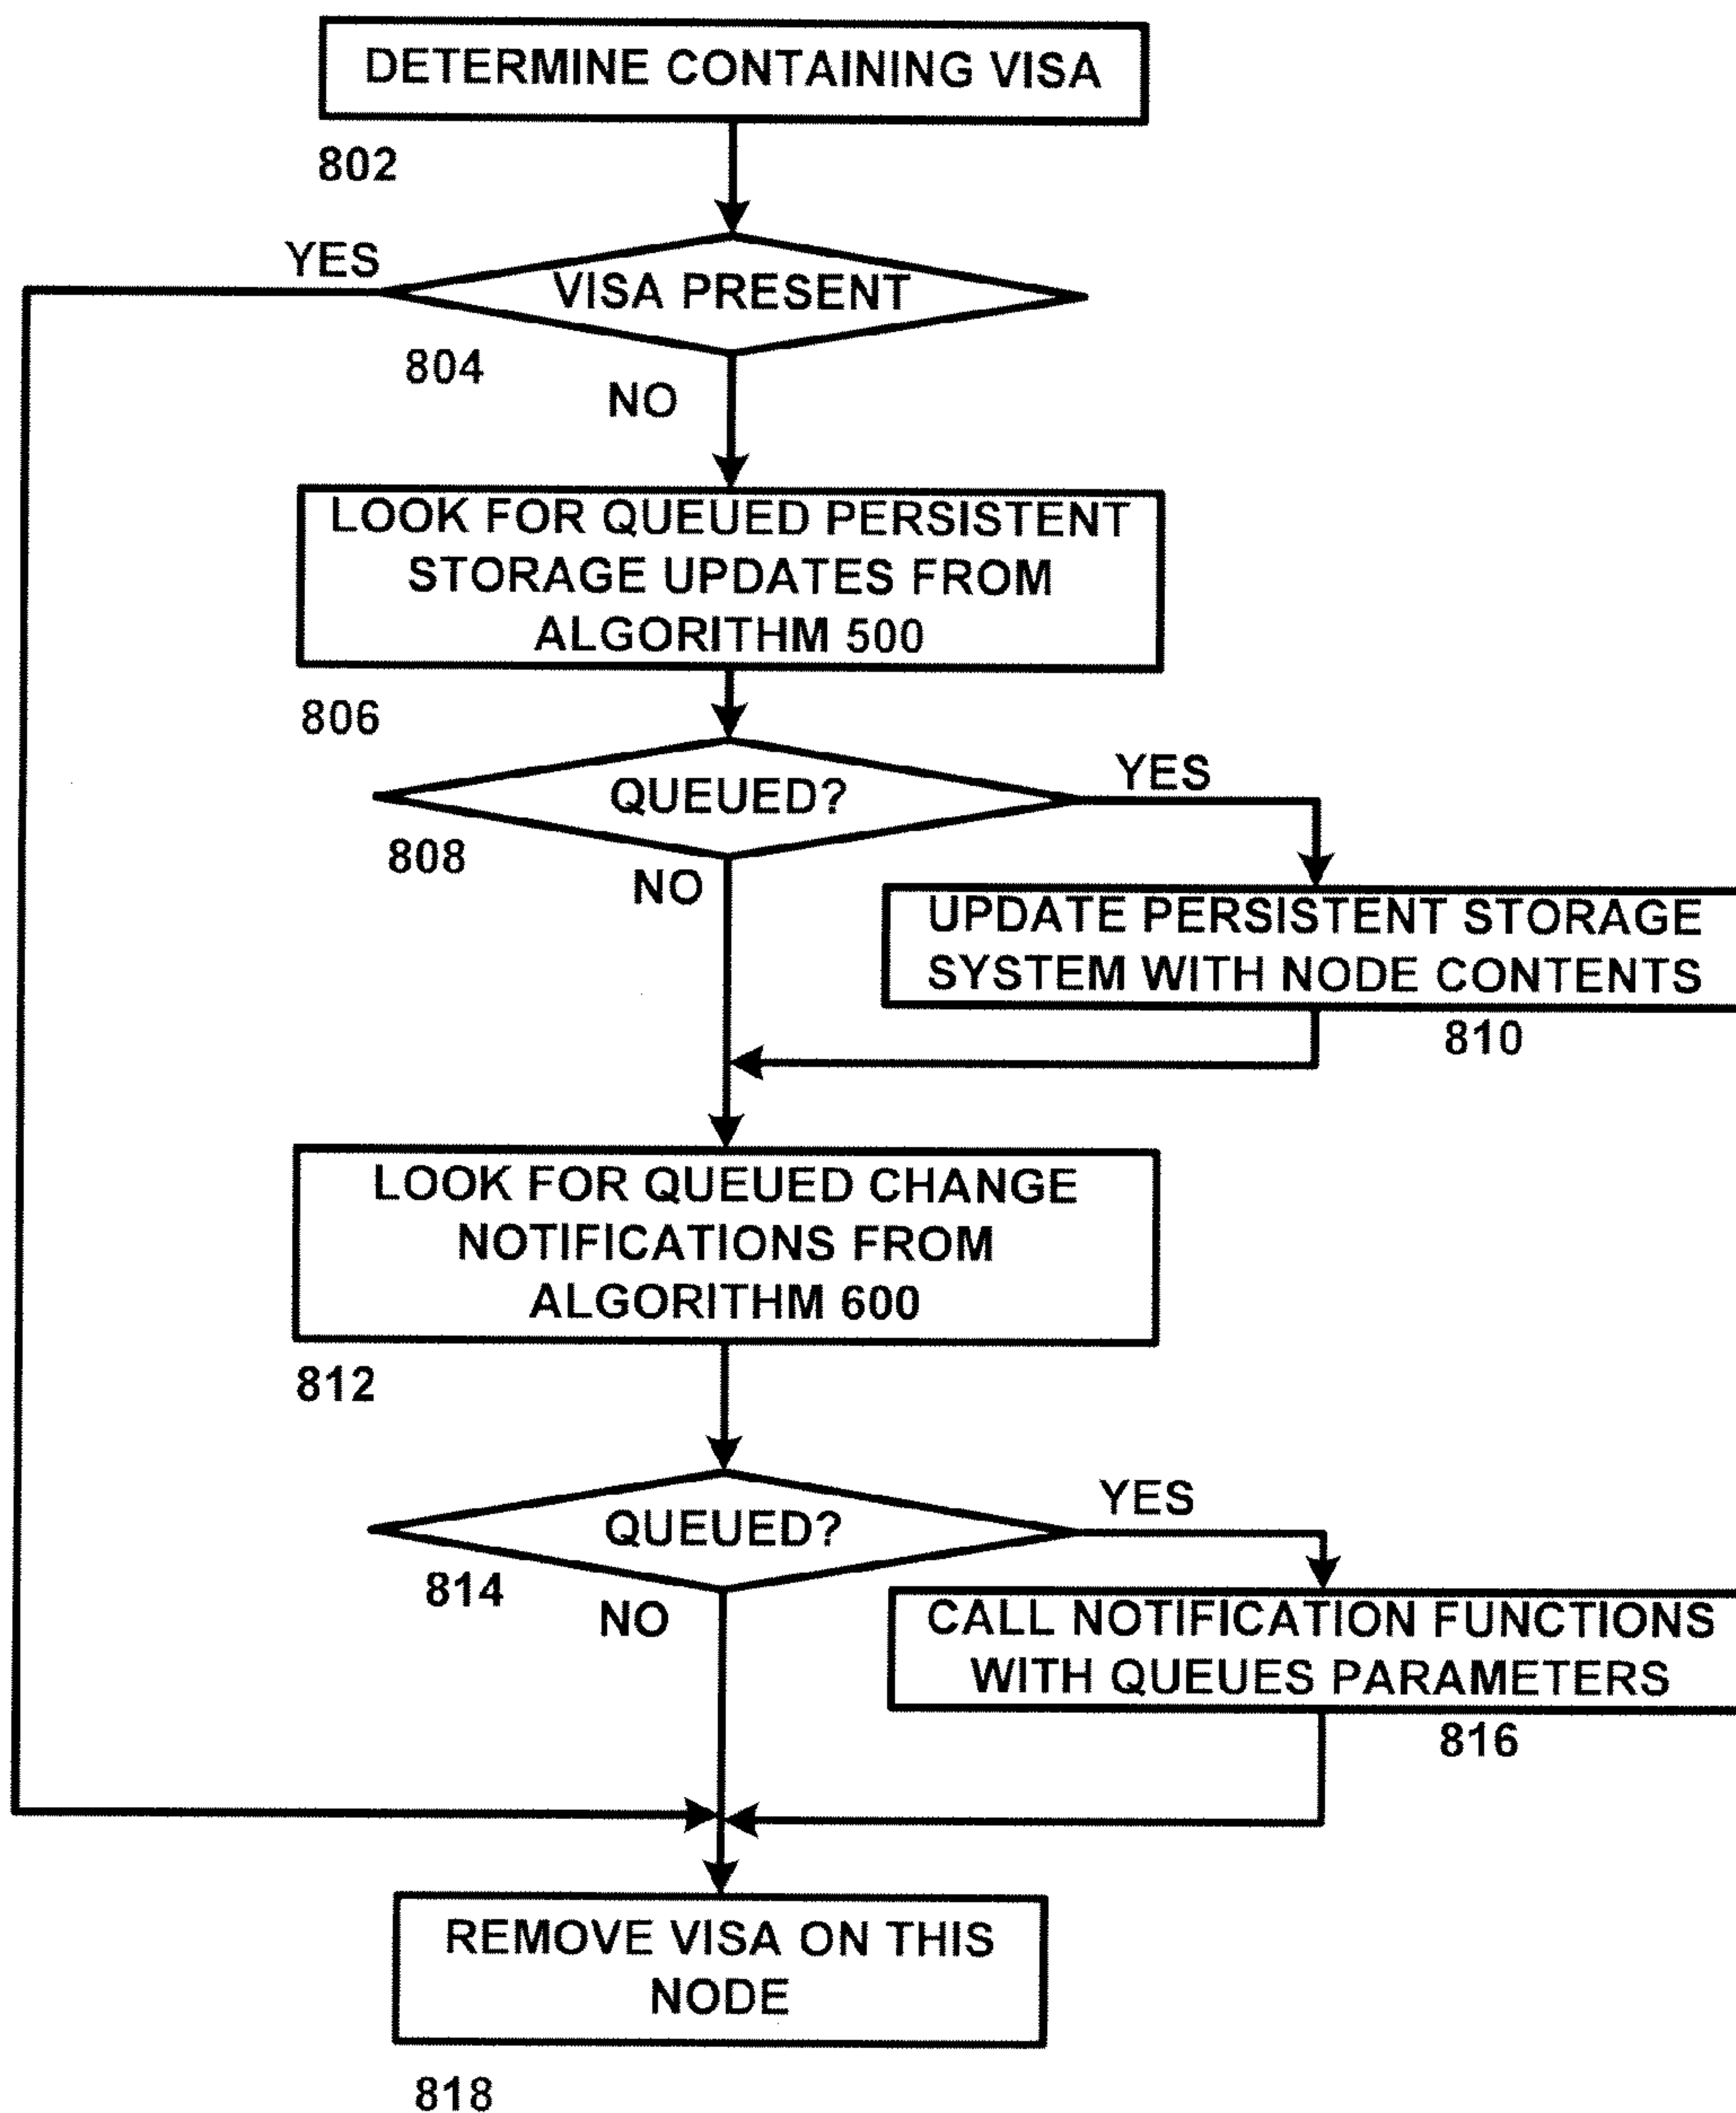 DETERMINE CONTAINING VISA
802
YES
VISA PRESENT
804
NO
LOOK FOR QUEUED PERSISTENT
STORAGE UPDATES FROM
ALGORITHM 500
806
YES
QUEUED?
808
NO
UPDATE PERSISTENT STORAGE
SYSTEM WITH NODE CONTENTS
810
LOOK FOR QUEUED CHANGE
NOTIFICATIONS FROM
ALGORITHM 600
812
YES
QUEUED?
814
NO
CALL NOTIFICATION FUNCTIONS
WITH QUEUES PARAMETERS
816
REMOVE VISA ON THIS
NODE
818